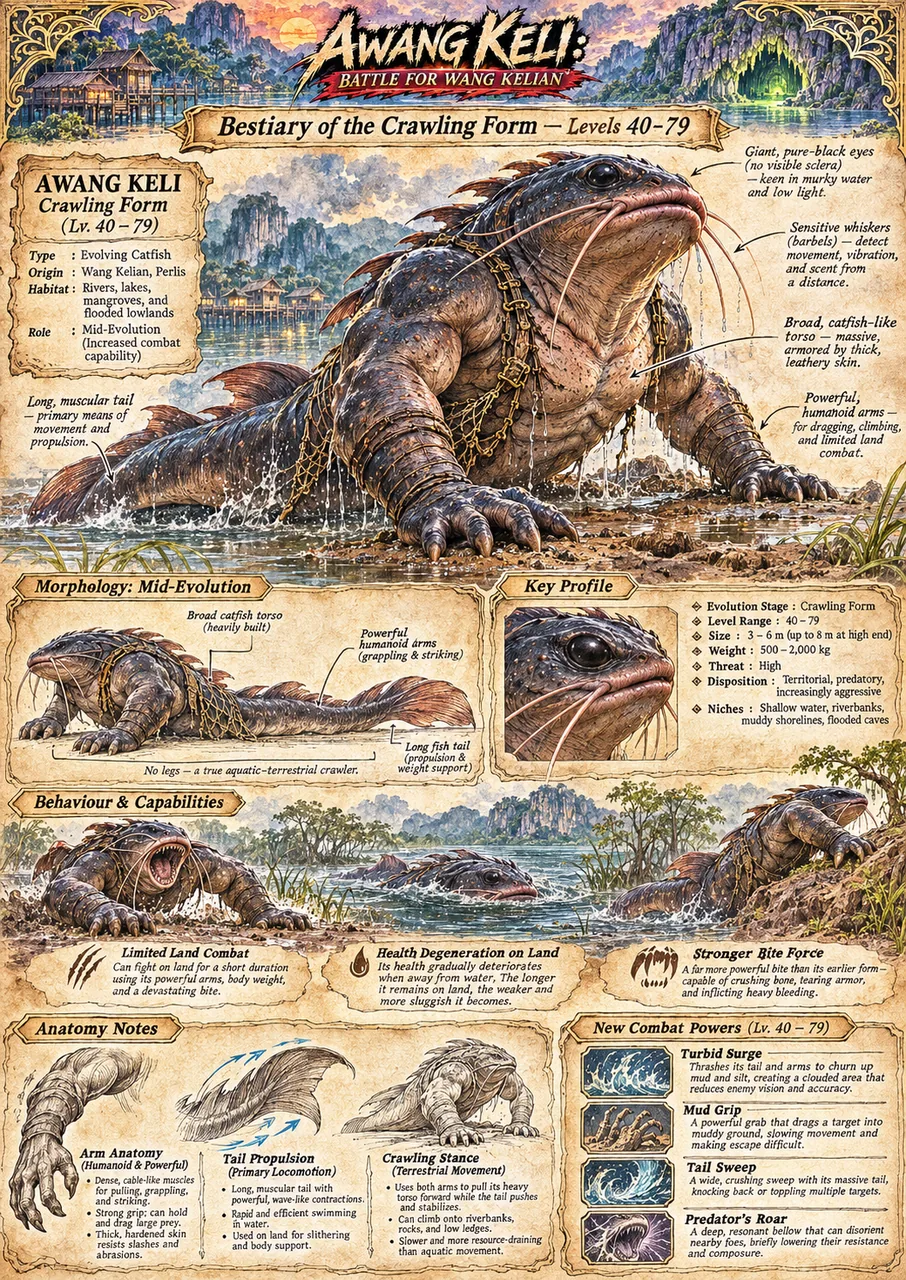 AWANG KELI:
BATTLE FOR WANG KELIAN™
Bestiary of the Crawling Form — Levels 40–79
AWANG KELI
Crawling Form
(Lv. 40 – 79)
Type : Evolving Catfish
Origin : Wang Kelian, Perlis
Habitat : Rivers, lakes,
mangroves, and
flooded lowlands
Role : Mid-Evolution
(Increased combat
capability)
Giant, pure-black eyes
(no visible sclera)
— keen in murky water
and low light.
Sensitive whiskers
(barbels) — detect
movement, vibration,
and scent from
a distance.
Broad, catfish-like
torso — massive,
armored by thick,
leathery skin.
Powerful,
humanoid arms —
for dragging, climbing,
and limited land
combat.
Long, muscular tail
— primary means of
movement and
propulsion.
Morphology: Mid-Evolution
Broad catfish torso
(heavily built)
Powerful
humanoid arms
(grappling & striking)
Long fish tail
(propulsion &
weight support)
No legs — a true aquatic-terrestrial crawler.
Key Profile
Evolution Stage : Crawling Form
Level Range : 40 – 79
Size : 3 – 6 m (up to 8 m at high end)
Weight : 500 – 2,000 kg
Threat : High
Disposition : Territorial, predatory,
increasingly aggressive
Niches : Shallow water, riverbanks,
muddy shorelines, flooded caves
Behaviour & Capabilities
Limited Land Combat
Can fight on land for a short duration
using its powerful arms, body weight,
and a devastating bite.
Health Degeneration on Land
Its health gradually deteriorates
when away from water, The longer
it remains on land, the weaker and
more sluggish it becomes.
Stronger Bite Force
A far more powerful bite than its earlier form—
capable of crushing bone, tearing armor,
and inflicting heavy bleeding.
Anatomy Notes
Arm Anatomy
(Humanoid & Powerful)
• Dense, cable-like muscles
for pulling, grappling,
and striking.
• Strong grip; can hold
and drag large prey.
• Thick, hardened skin
resists slashes and
abrasions.
Tail Propulsion
(Primary Locomotion)
• Long, muscular tail with
powerful, wave-like contractions.
• Rapid and efficient swimming
in water.
• Used on land for slithering
and body support.
Crawling Stance
(Terrestrial Movement)
• Uses both arms to pull its heavy
torso forward while the tail pushes
and stabilizes.
• Can climb onto riverbanks,
rocks, and low ledges.
• Slower and more resource-draining
than aquatic movement.
New Combat Powers (Lv. 40 – 79)
Turbid Surge
Thrashes its tail and arms to churn up
mud and silt, creating a clouded area that
reduces enemy vision and accuracy.
Mud Grip
A powerful grab that drags a target into
muddy ground, slowing movement and
making escape difficult.
Tail Sweep
A wide, crushing sweep with its massive tail,
knocking back or toppling multiple targets.
Predator's Roar
A deep, resonant bellow that can disorient
nearby foes, briefly lowering their resistance
and composure.